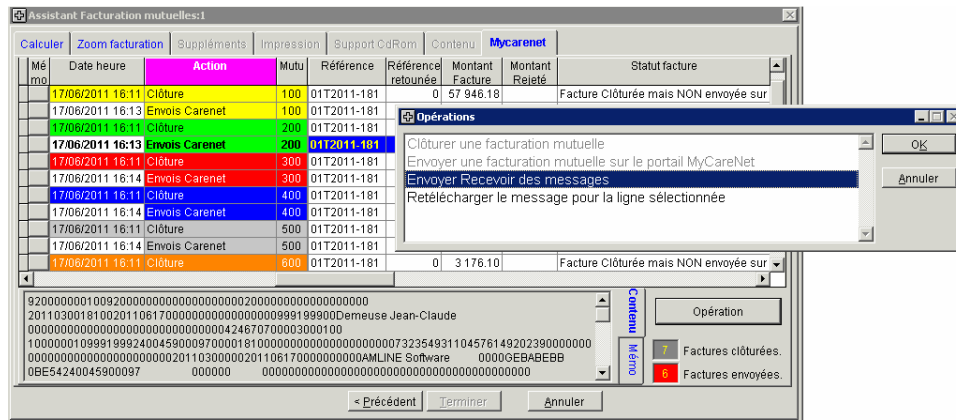 Assistant Facturation mutuelles:1
Calculer Zoom facturation Suppléments Impression Support CdRom Contenu Mycarenet
Mé mo Date heure Action Mutu Référence Référence retounée Montant Facture Montant Rejeté Statut facture
17/06/2011 16:11 Clôture 100 01T2011-181 0 57 946.18 Facture Clôturée mais NON envoyée sur
17/06/2011 16:13 Envois Carenet 100 01T2011-181
17/06/2011 16:11 Clôture 200 01T2011-181
17/06/2011 16:13 Envois Carenet 200 01T2011-181
17/06/2011 16:11 Clôture 300 01T2011-181
17/06/2011 16:14 Envois Carenet 300 01T2011-181
17/06/2011 16:11 Clôture 400 01T2011-181
17/06/2011 16:14 Envois Carenet 400 01T2011-181
17/06/2011 16:11 Clôture 500 01T2011-181
17/06/2011 16:14 Envois Carenet 500 01T2011-181
17/06/2011 16:11 Clôture 600 01T2011-181 0 3 176.10 Facture Clôturée mais NON envoyée sur
Opérations
Clôturer une facturation mutuelle
Envoyer une facturation mutuelle sur le portail MyCareNet
Envoyer Recevoir des messages
Retélécharger le message pour la ligne sélectionnée
OK
Annuler
Demeuse Jean-Claude
AMLINE Software
Contenu
Mémo
Opération
7 Factures clôturées.
6 Factures envoyées.
< Précédent Terminer Annuler